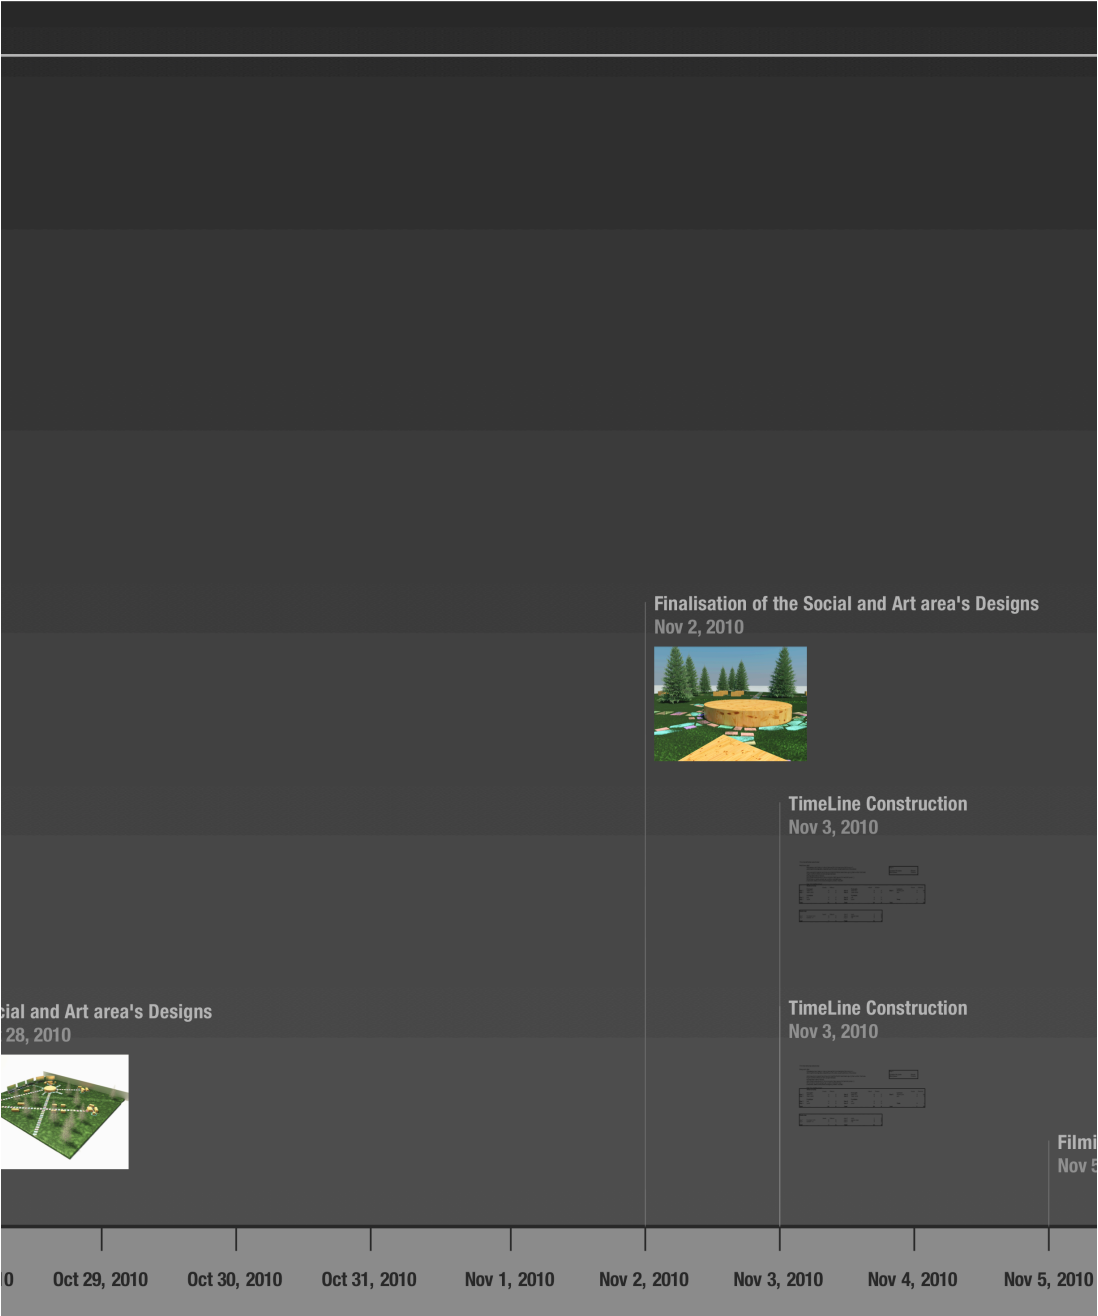 Finalisation of the Social and Art area's Designs
Nov 2, 2010
TimeLine Construction
Nov 3, 2010
cial and Art area's Designs
28, 2010
TimeLine Construction
Nov 3, 2010
Filmi
Nov 5
0 Oct 29, 2010 Oct 30, 2010 Oct 31, 2010 Nov 1, 2010 Nov 2, 2010 Nov 3, 2010 Nov 4, 2010 Nov 5, 2010